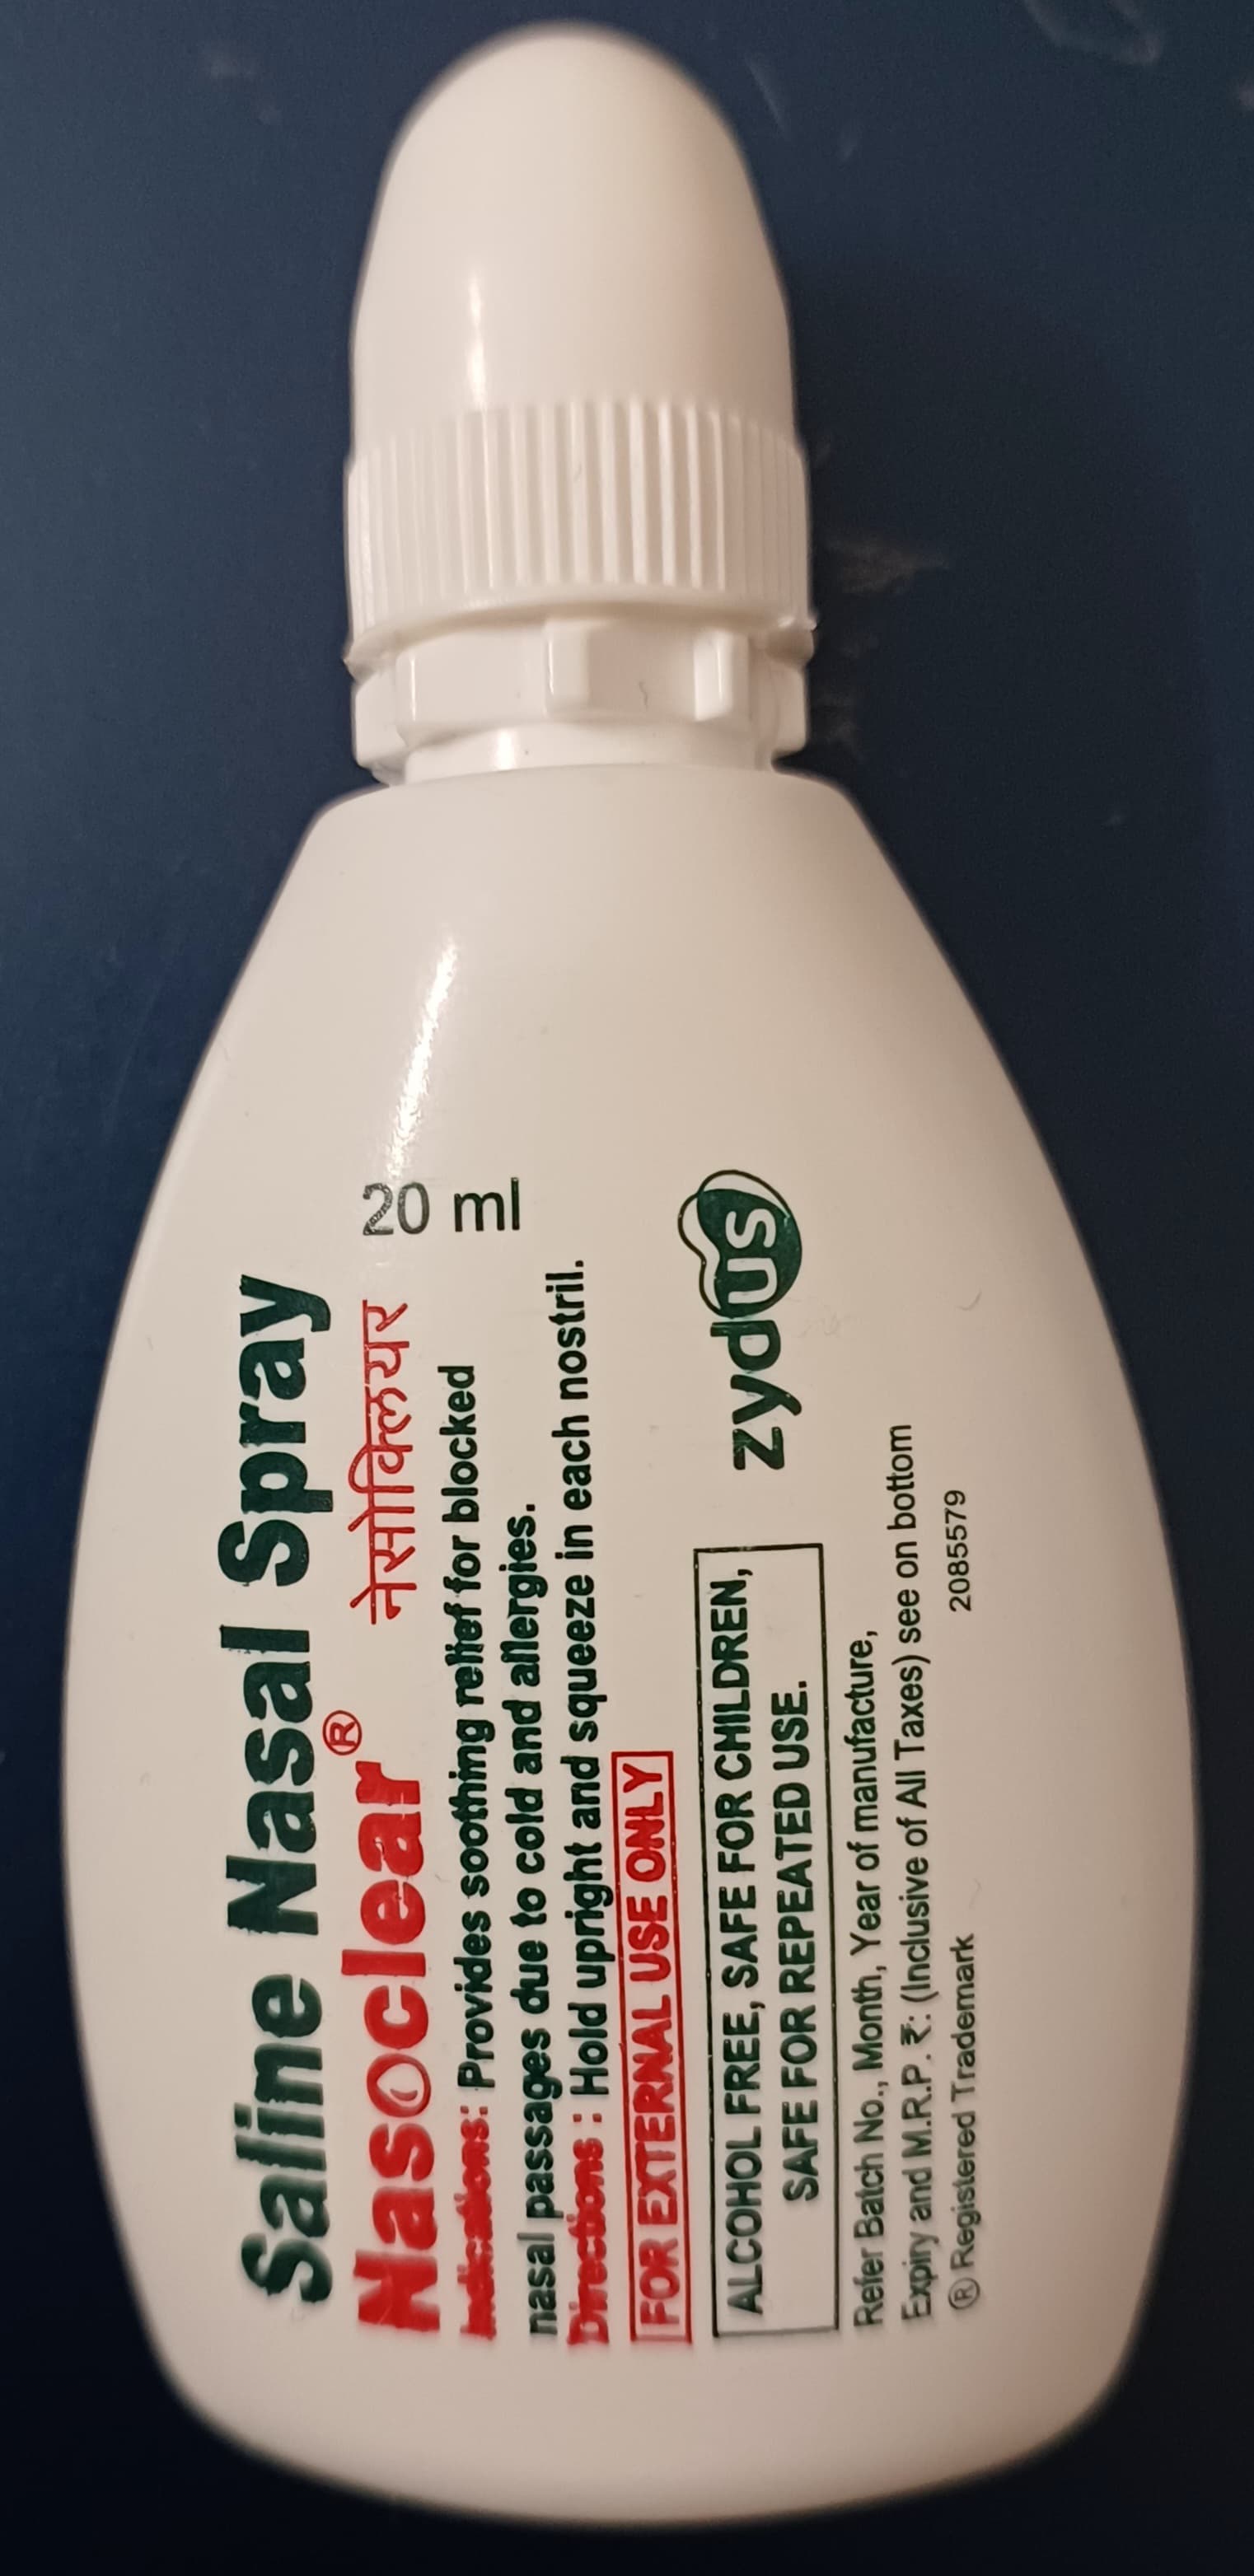 Saline Nasal Spray
Nasoclear® नेसोक्लियर 20 ml
Indications: Provides soothing relief for blocked
nasal passages due to cold and allergies.
Directions : Hold upright and squeeze in each nostril.
FOR EXTERNAL USE ONLY
ALCOHOL FREE, SAFE FOR CHILDREN,
SAFE FOR REPEATED USE.
zydus
Refer Batch No., Month, Year of manufacture,
Expiry and M.R.P. ₹: (Inclusive of All Taxes) see on bottom
® Registered Trademark 2085579